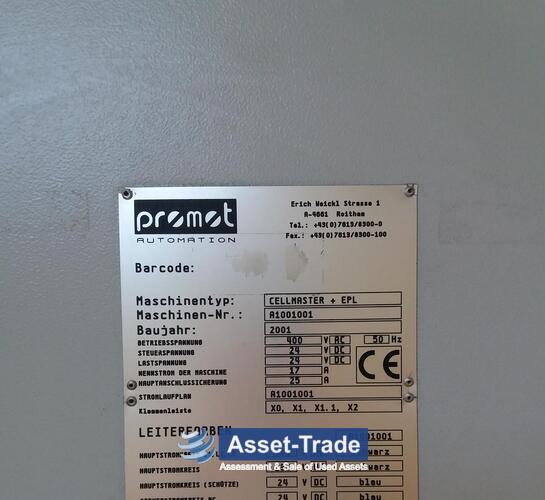 promot
AUTOMATION
Erich Weickl Strasse 1
A-4661 Roitham
Tel.: +43(0)7613/8300-0
Fax.: +43(0)7613/8300-100
Barcode:
Maschinentyp: CELLMASTER + EPL
Maschinen-Nr.: A1001001
Baujahr: 2001
BETRIEBSSPANNUNG 400 V AC 50 Hz
STEUERSPANNUNG 24 V DC
LASTSPANNUNG 24 V DC
NENNSTROM DER MASCHINE 17 A
HAUPTANSCHLUSSICHERUNG 25 A
CE
STROMLAUFPLAN A1001001
Klemmenleiste X0, X1, X1.1, X2
LEITERFARBEN
Asset-Trade
Assessment & Sale of Used Assets
HAUPTSTROMKREIS
HAUPTSTROMKREIS (SCHÜTZE) 24 V DC blau
24 V DC blau